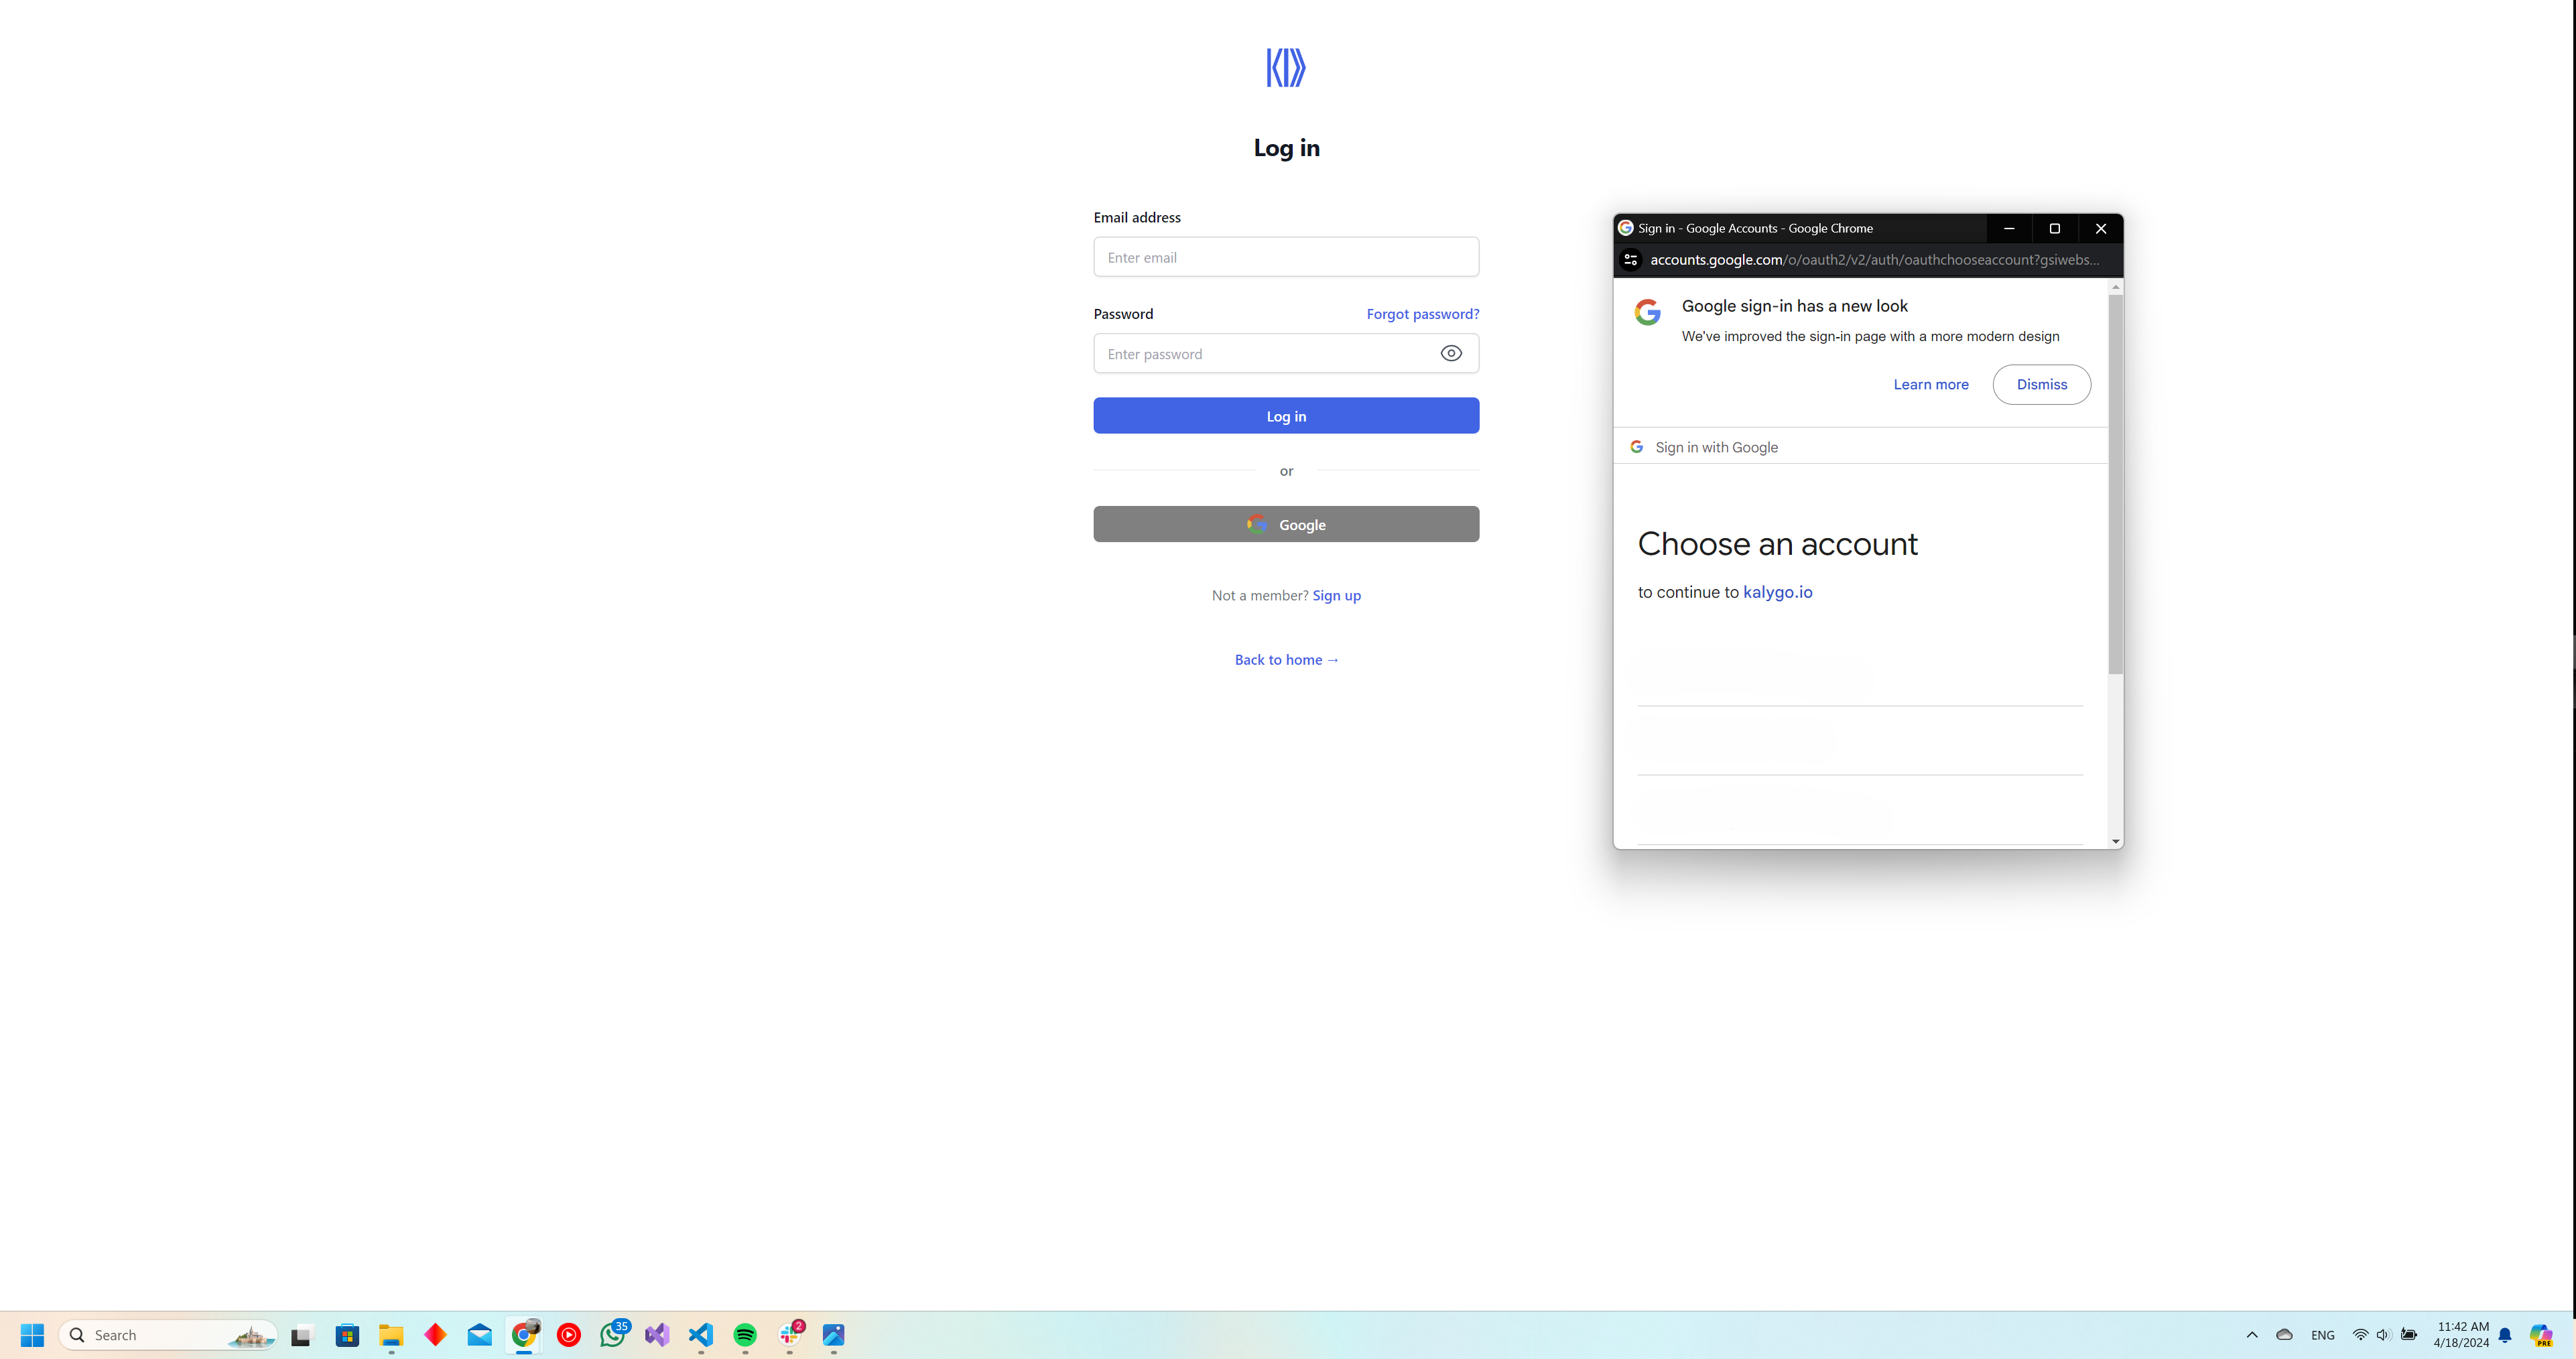 Log in
Email address
Enter email
Password
Forgot password?
Enter password
Log in
or
Google
Not a member? Sign up
Back to home →
Sign in - Google Accounts - Google Chrome
accounts.google.com/o/oauth2/v2/auth/oauthchooseaccount?gsiwebs...
Google sign-in has a new look
We've improved the sign-in page with a more modern design
Learn more
Dismiss
Sign in with Google
Choose an account
to continue to kalygo.io
Search
35
2
ENG
11:42 AM
4/18/2024
PRE